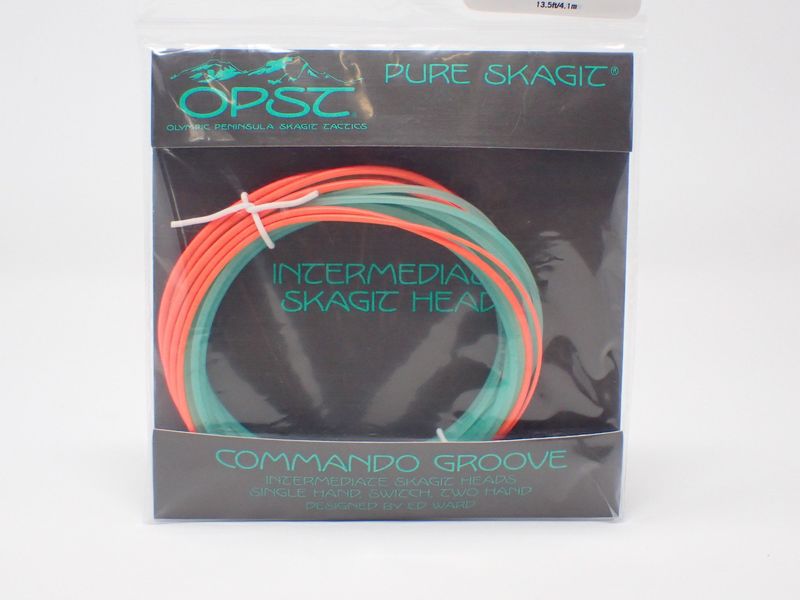 13.5ft/4.1m
PURE SKAGIT®
OPST
OLYMPIC PENINSULA SKAGIT TACTICS
INTERMEDIATE
SKAGIT HEAD
COMMANDO GROOVE
INTERMEDIATE SKAGIT HEADS
SINGLE HAND, SWITCH, TWO HAND
DESIGNED BY ED WARD